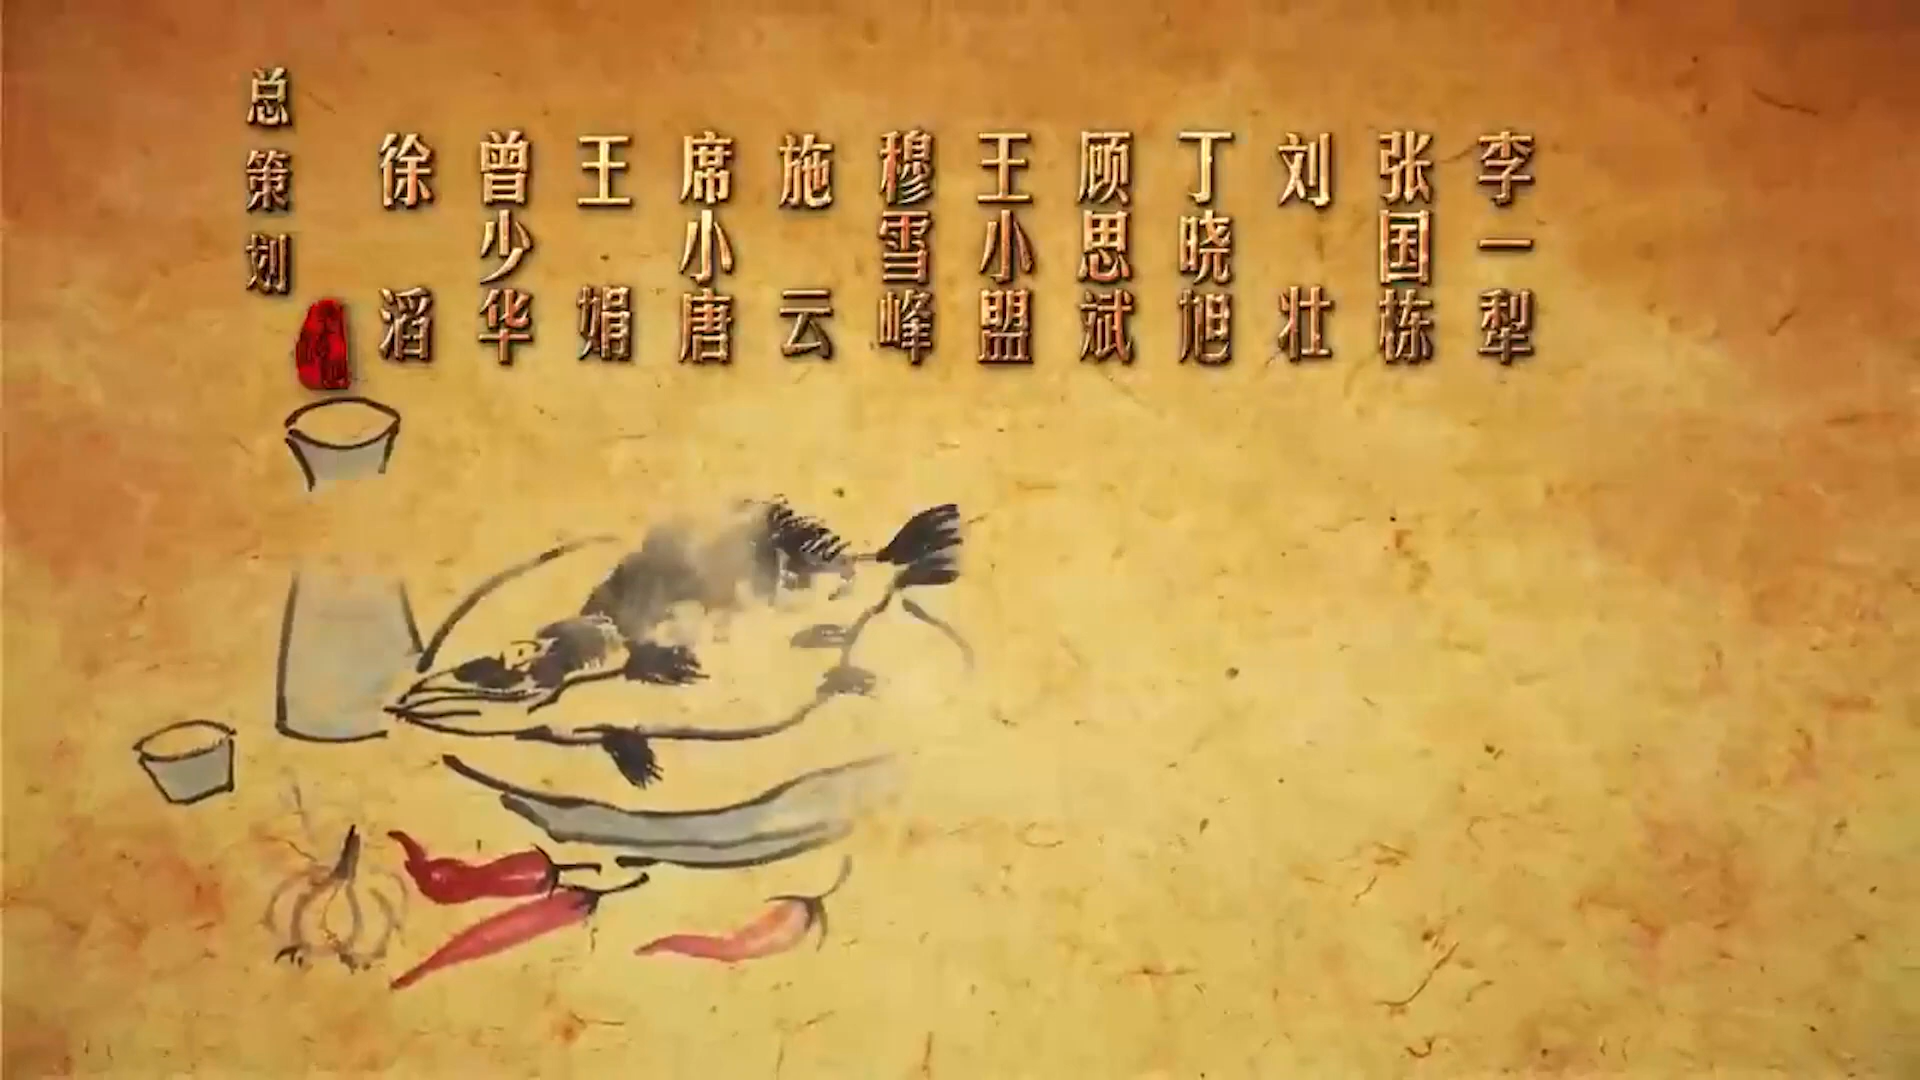 总策划
徐滔
曾少华
王娟
席小唐
施云
穆雪峰
王小盟
顾思斌
丁晓旭
刘壮
张国栋
李一犁